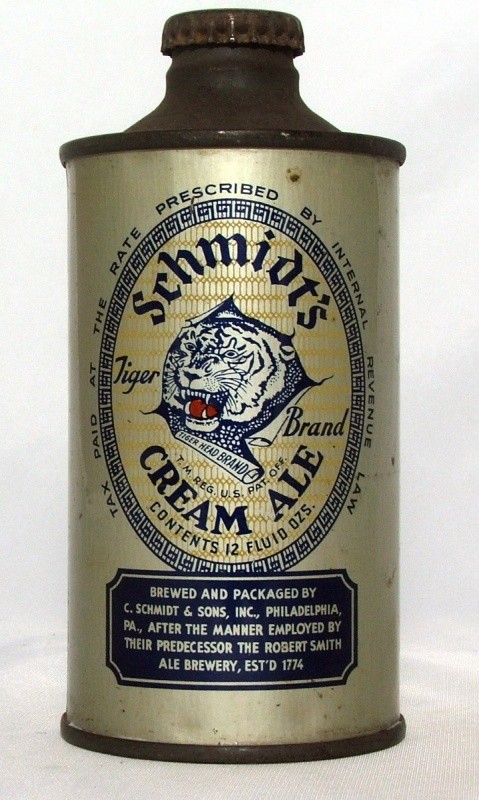 TAX PAID AT THE RATE PRESCRIBED BY INTERNAL REVENUE LAW
Schmidt's
Tiger
Brand
TIGER HEAD BRAND
T.M. REG. U.S. PAT. OFF.
CREAM ALE
CONTENTS 12 FLUID OZS.
BREWED AND PACKAGED BY
C. SCHMIDT & SONS, INC., PHILADELPHIA,
PA., AFTER THE MANNER EMPLOYED BY
THEIR PREDECESSOR THE ROBERT SMITH
ALE BREWERY, EST'D 1774